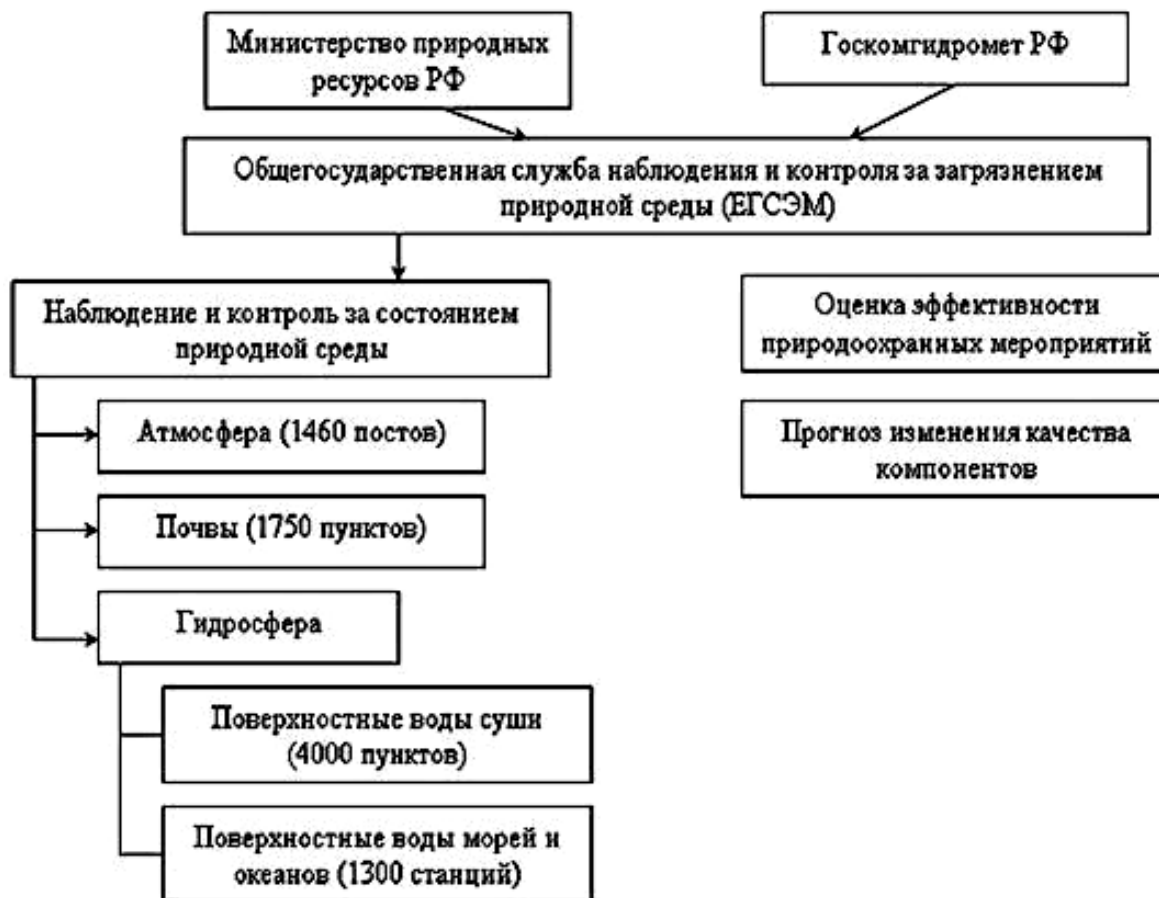 Министерство природных
ресурсов РФ
Госкомгидромет РФ
Общегосударственная служба наблюдения и контроля за загрязнением
природной среды (ЕГСЭМ)
Наблюдение и контроль за состоянием
природной среды
Оценка эффективности
природоохранных мероприятий
Атмосфера (1460 постов)
Прогноз изменения качества
компонентов
Почвы (1750 пунктов)
Гидросфера
Поверхностные воды суши
(4000 пунктов)
Поверхностные воды морей и
океанов (1300 станций)